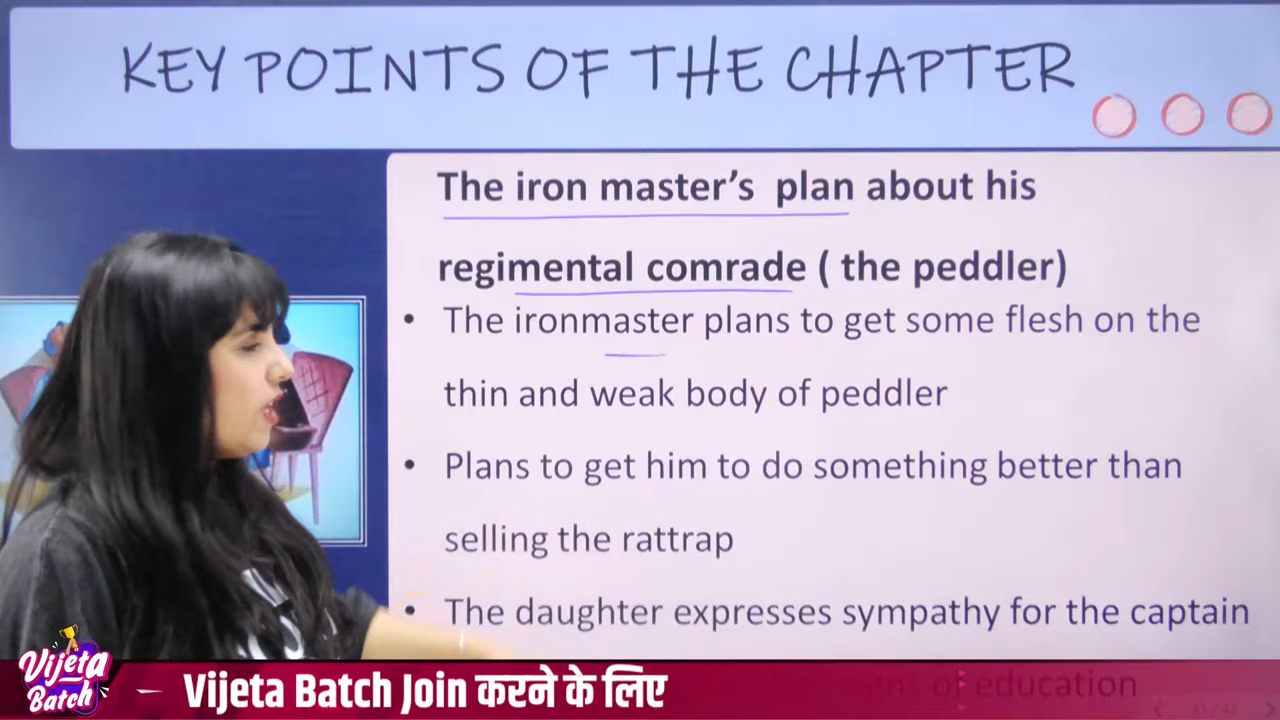 KEY POINTS OF THE CHAPTER
The iron master’s plan about his
regimental comrade ( the peddler)
• The ironmaster plans to get some flesh on the
thin and weak body of peddler
• Plans to get him to do something better than
selling the rattrap
• The daughter expresses sympathy for the captain
signs of education
Vijeta
Batch
– Vijeta Batch Join करने के लिए